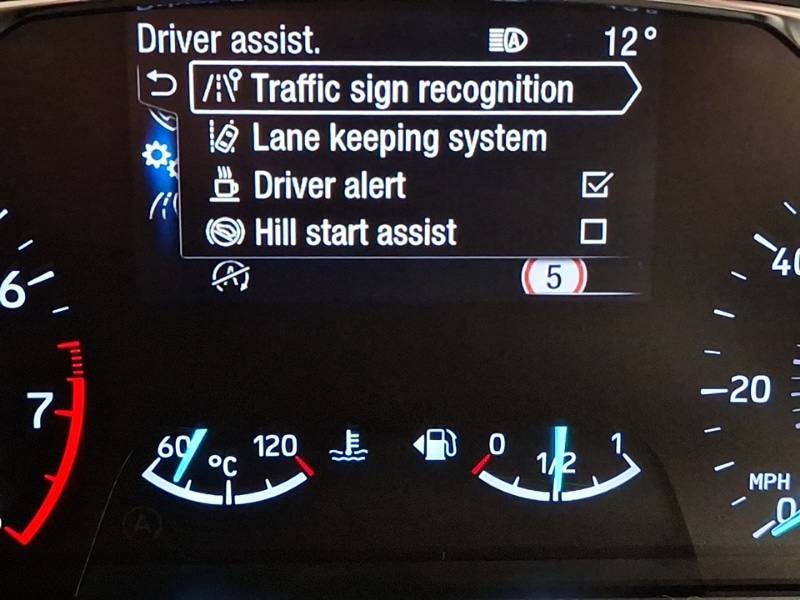 Driver assist. A 12°
Traffic sign recognition
Lane keeping system
Driver alert
Hill start assist
A 5
6
7
40
20
MPH
0
60 °C 120
0 1/2 1
A